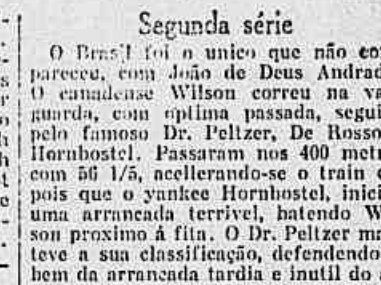 Segunda série
O Brasil foi o unico que não com
pareceu, com João de Deus Andrad
O canadense Wilson correu na va
guarda, com optima passada, segui
pelo famoso Dr. Peltzer, De Rosso
Hornbostel. Passaram nos 400 metr
com 56 1/5, acellerando-se o train
pois que o yankee Hornbostel, inici
uma arrancada terrivel, batendo W
son proximo á fita. O Dr. Peltzer ma
teve a sua classificação, defendendo
bem da arrancada tardia e inutil do